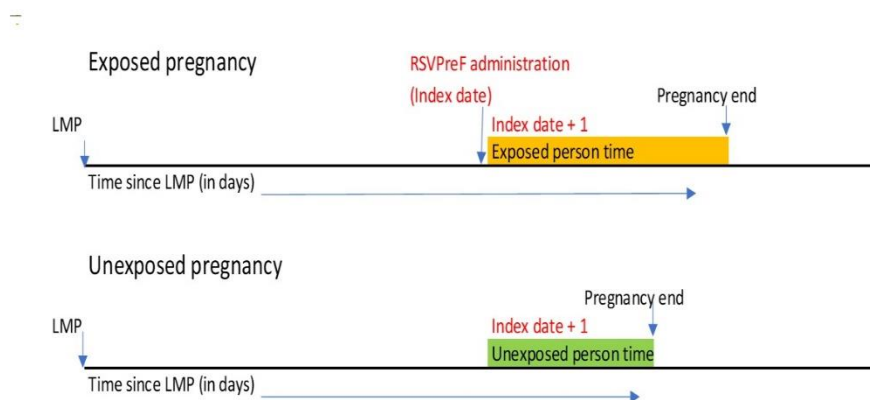 Exposed pregnancy
RSVPreF administration
(Index date)
Pregnancy end
LMP
Index date + 1
Exposed person time
Time since LMP (in days)
Unexposed pregnancy
Pregnancy end
LMP
Index date + 1
Unexposed person time
Time since LMP (in days)